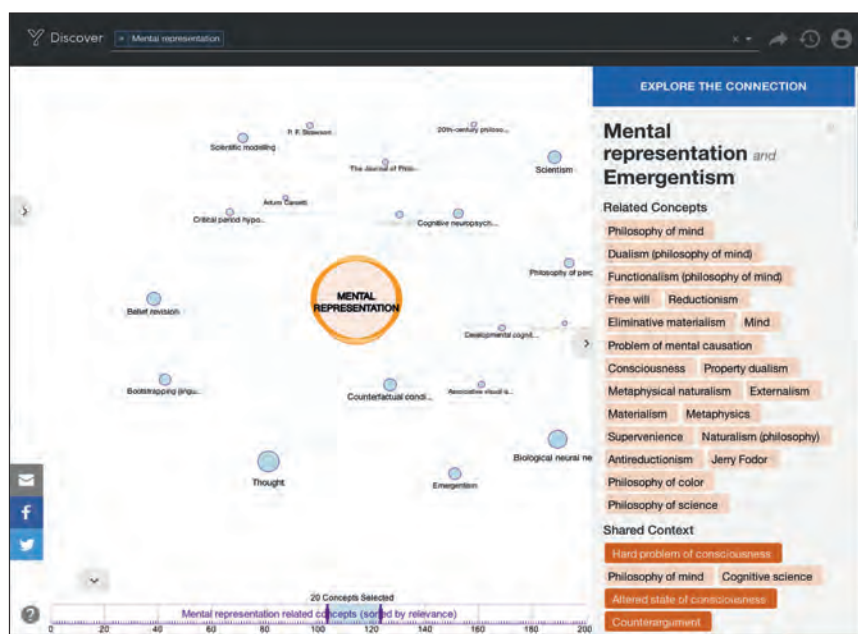 Discover
Mental representation
EXPLORE THE CONNECTION
Mental
representation and
Emergentism
Related Concepts
Philosophy of mind
Dualism (philosophy of mind)
Functionalism (philosophy of mind)
Free will Reductionism
Eliminative materialism Mind
Problem of mental causation
Consciousness Property dualism
Metaphysical naturalism Externalism
Materialism Metaphysics
Supervenience Naturalism (philosophy)
Antireductionism Jerry Fodor
Philosophy of color
Philosophy of science
Shared Context
Hard problem of consciousness
Philosophy of mind Cognitive science
Altered state of consciousness
Counterargument
P. F. Strawson
20th-century philoso...
Scientific modelling
The Journal of Philo...
Scientism
Critical period hypo...
Cognitive neuropsych...
Philosophy of perc
MENTAL
REPRESENTATION
Belief revision
Developmental cognit...
Bootstrapping (lingu...
Counterfactual condi...
Associative visual a...
Biological neural ne
Thought
Emergentism
20 Concepts Selected
Mental representation related concepts (sorted by relevance)
0 20 40 60 80 100 120 140 160 180 200